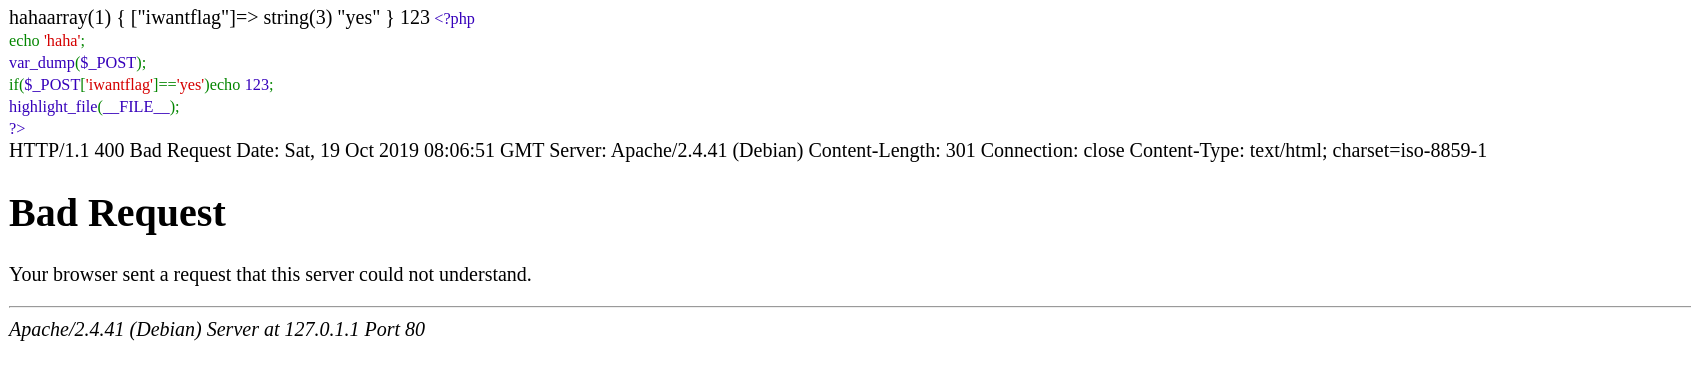 hahaarray(1) { ["iwantflag"]=> string(3) "yes" } 123 <?php
echo 'haha';
var_dump($_POST);
if($_POST['iwantflag']=='yes')echo 123;
highlight_file(__FILE__);
?>
HTTP/1.1 400 Bad Request Date: Sat, 19 Oct 2019 08:06:51 GMT Server: Apache/2.4.41 (Debian) Content-Length: 301 Connection: close Content-Type: text/html; charset=iso-8859-1
Bad Request
Your browser sent a request that this server could not understand.
Apache/2.4.41 (Debian) Server at 127.0.1.1 Port 80